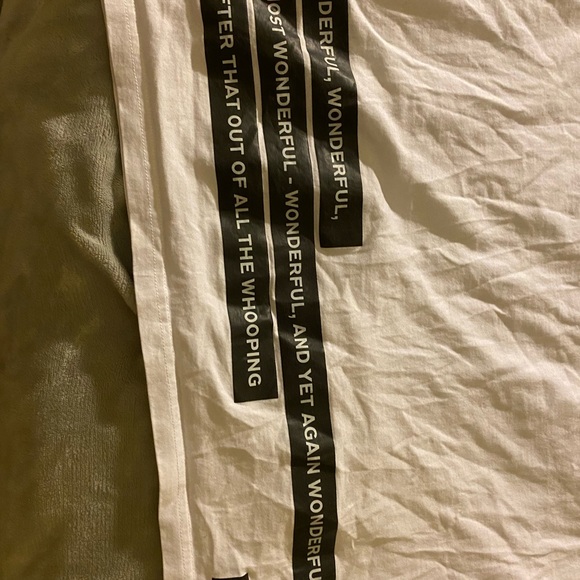 DERFUL, WONDERFUL,
OST WONDERFUL - WONDERFUL, AND YET AGAIN WONDERFU
FTER THAT OUT OF ALL THE WHOOPING